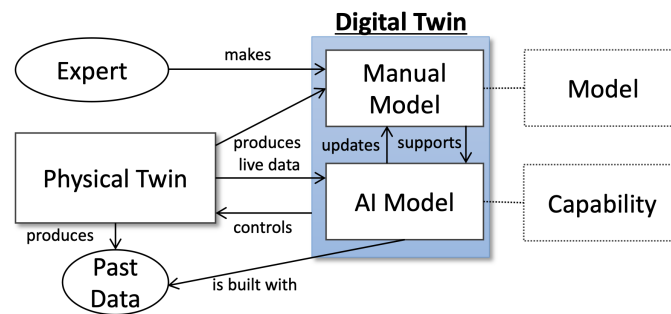 Digital Twin
Expert
makes
Manual
Model
Model
Physical Twin
produces
live data
updates
supports
AI Model
Capability
controls
produces
Past
Data
is built with